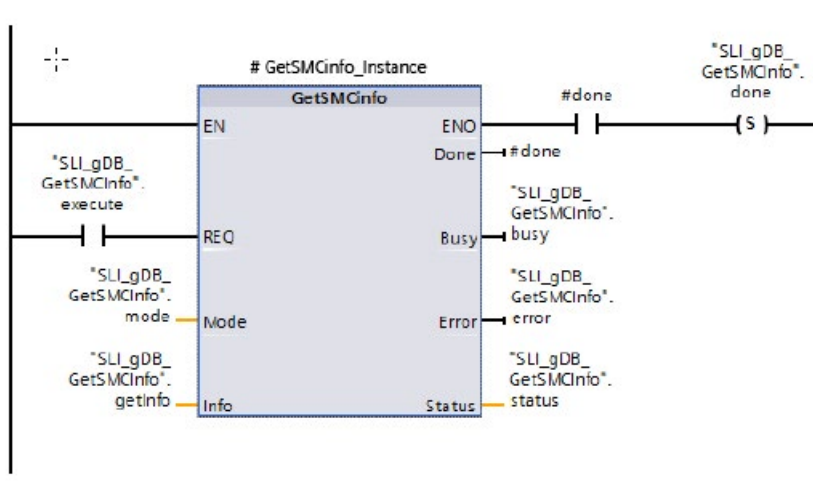 # GetSMCinfo_Instance
GetSMCinfo
EN
ENO
#done
"SLI_gDB_
GetSMCInfo".
done
( S )
Done
#done
"SLI_gDB_
GetSMCInfo".
execute
REQ
"SLI_gDB_
GetSMCInfo".
busy
Busy
"SLI_gDB_
GetSMCInfo".
mode
Mode
"SLI_gDB_
GetSMCInfo".
error
Error
"SLI_gDB_
GetSMCInfo".
getInfo
Info
"SLI_gDB_
GetSMCInfo".
status
Status